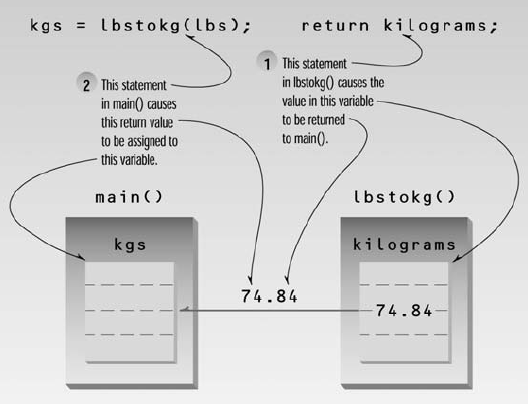 kgs = lbstokg(lbs);
return kilograms;
1 This statement
in lbstokg() causes the
value in this variable
to be returned
to main().
2 This statement
in main() causes
this return value
to be assigned to
this variable.
main()
lbstokg()
kgs
kilograms
74.84
74.84